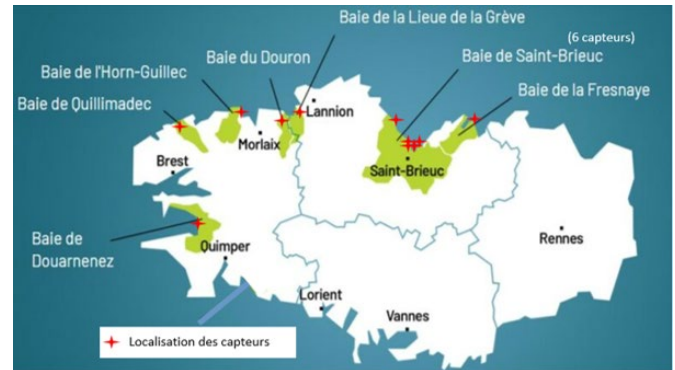 Baie de la Lieue de la Grève
(6 capteurs)
Baie du Douron
Baie de Saint-Brieuc
Baie de l'Horn-Guillec
Baie de la Fresnaye
Baie de Quillimadec
Lannion
Morlaix
Brest
Saint-Brieuc
Baie de
Douarnenez
Quimper
Rennes
Lorient
Vannes
Localisation des capteurs